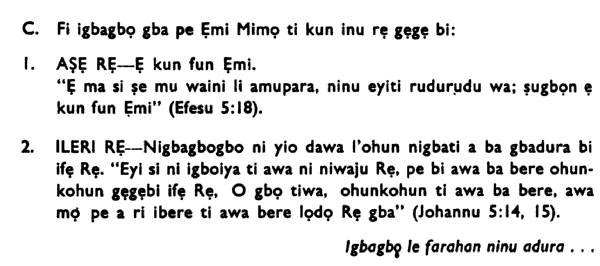 C. Fi igbagbọ gba pe Ẹmi Mimọ ti kun inu rẹ gẹgẹ bi:
I. AṢẸ RẸ—Ẹ kun fun Ẹmi.
“Ẹ ma si ṣe mu waini li amupara, ninu eyiti rudurụdu wa; ṣugbọn ẹ
kun fun Ẹmi” (Efesu 5:18).
2. ILERI RẸ—Nigbagbogbo ni yio dawa l’ohun nigbati a ba gbadura bi
ifẹ Rẹ. “Eyi si ni igboiya ti awa ni niwaju Rẹ, pe bi awa ba bere ohun-
kohun gẹgẹbi ifẹ Rẹ, O gbọ tiwa, ohunkohun ti awa ba bere, awa
mọ́ pe a ri ibere ti awa bere lọdọ Rẹ gba” (Johannu 5:14, 15).
Igbagbọ le farahan ninu adura . . .